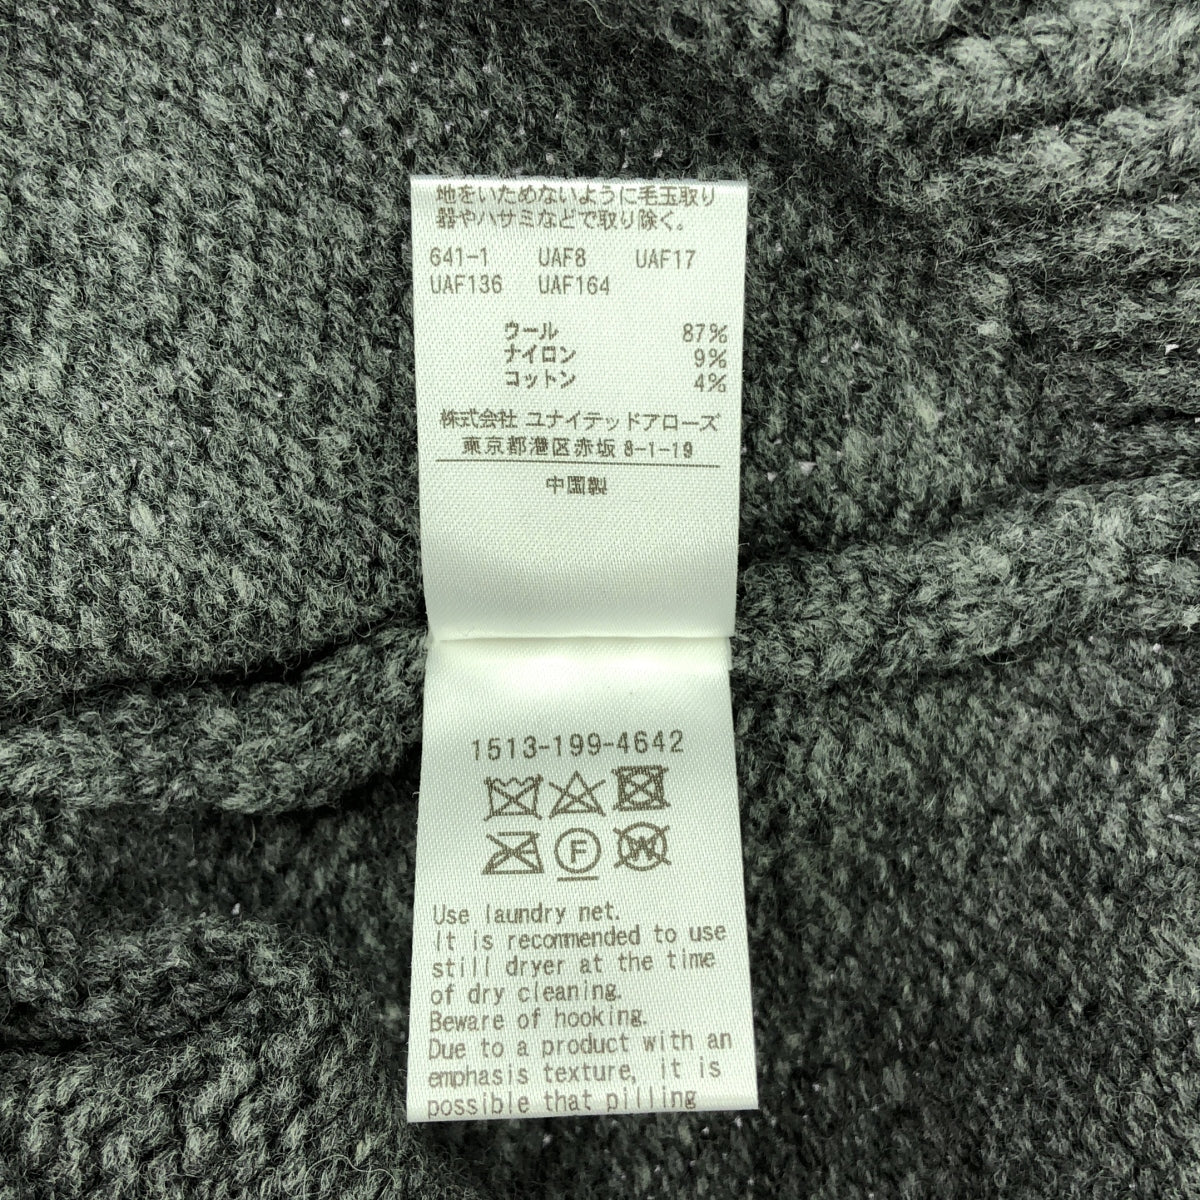 地をいためないように毛玉取り
器やハサミなどで取り除く。
641-1 UAF8 UAF17
UAF136 UAF164
ウール 87%
ナイロン 9%
コットン 4%
株式会社 ユナイテッドアローズ
東京都港区赤坂 8-1-19
中国製
1513-199-4642
F
W
Use laundry net.
It is recommended to use
still dryer at the time
of dry cleaning.
Beware of hooking.
Due to a product with an
emphasis texture, it is
possible that pilling